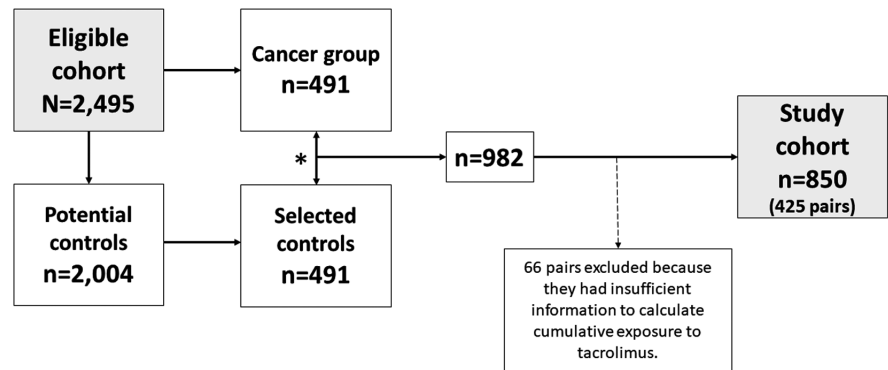 Eligible
cohort
N=2,495
Cancer group
n=491
Potential
controls
n=2,004
Selected
controls
n=491
*
n=982
Study
cohort
n=850
(425 pairs)
66 pairs excluded because
they had insufficient
information to calculate
cumulative exposure to
tacrolimus.